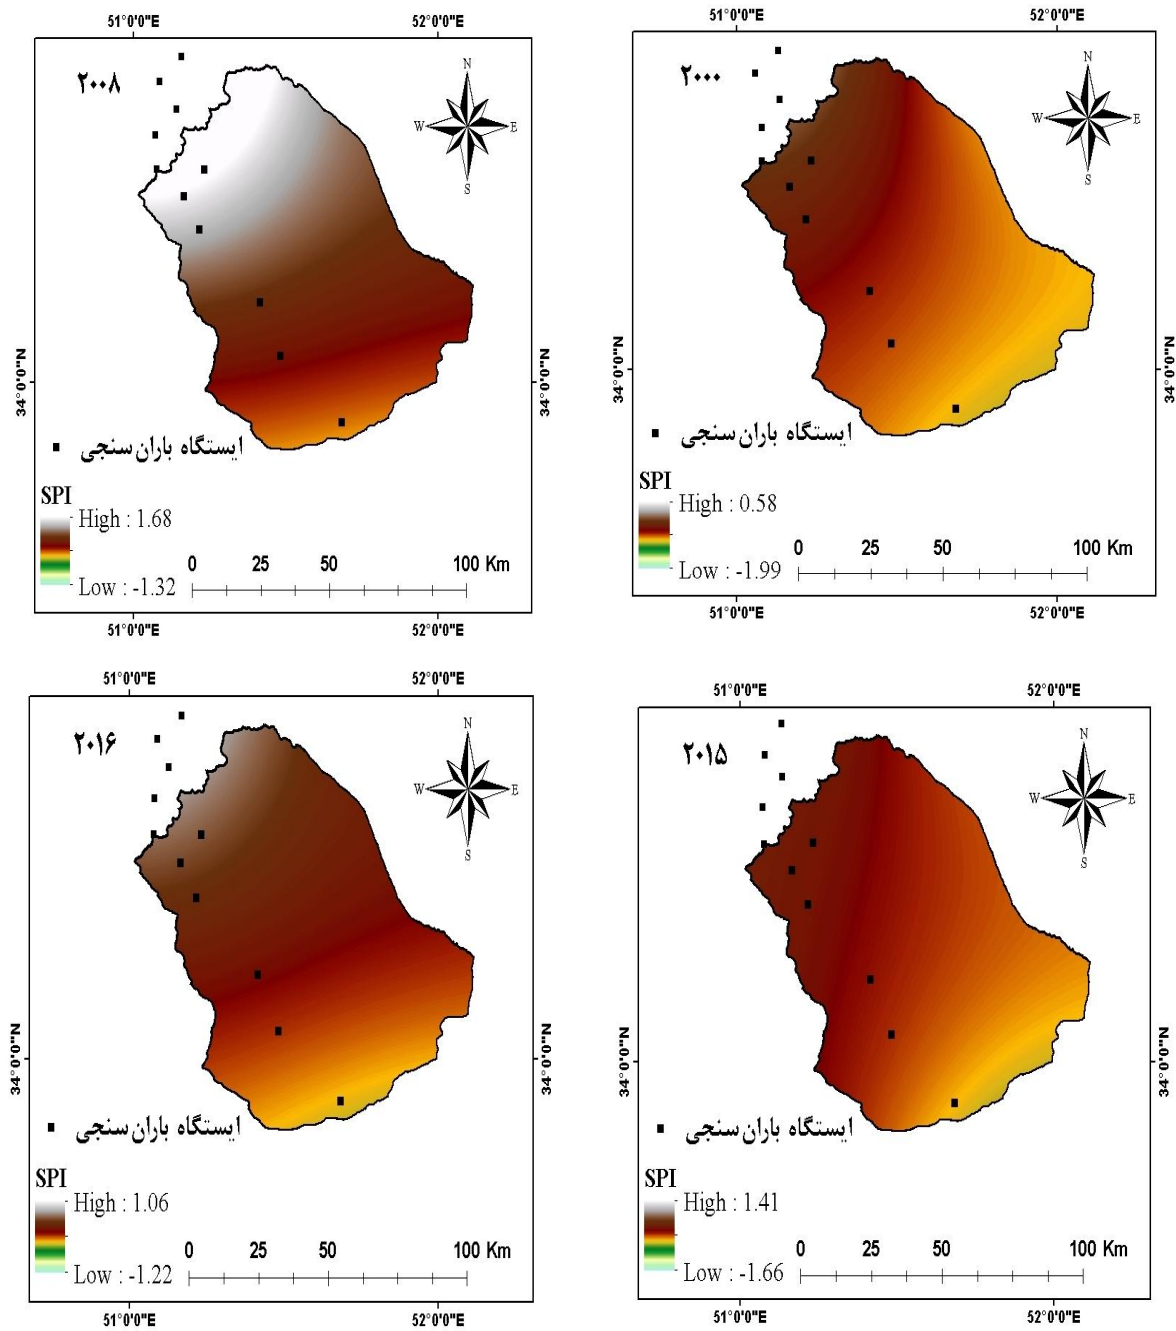 51°0'0"E 52°0'0"E
۲۰۰۸
N
W E
S
34°0'0"N 34°0'0"N
ایستگاه باران‌سنجی
SPI
High : 1.68
Low : -1.32
0 25 50 100 Km
51°0'0"E 52°0'0"E
51°0'0"E 52°0'0"E
۲۰۰۰
N
W E
S
34°0'0"N 34°0'0"N
ایستگاه باران‌سنجی
SPI
High : 0.58
Low : -1.99
0 25 50 100 Km
51°0'0"E 52°0'0"E
51°0'0"E 52°0'0"E
۲۰۱۶
N
W E
S
34°0'0"N 34°0'0"N
ایستگاه باران‌سنجی
SPI
High : 1.06
Low : -1.22
0 25 50 100 Km
51°0'0"E 52°0'0"E
51°0'0"E 52°0'0"E
۲۰۱۵
N
W E
S
34°0'0"N 34°0'0"N
ایستگاه باران‌سنجی
SPI
High : 1.41
Low : -1.66
0 25 50 100 Km
51°0'0"E 52°0'0"E